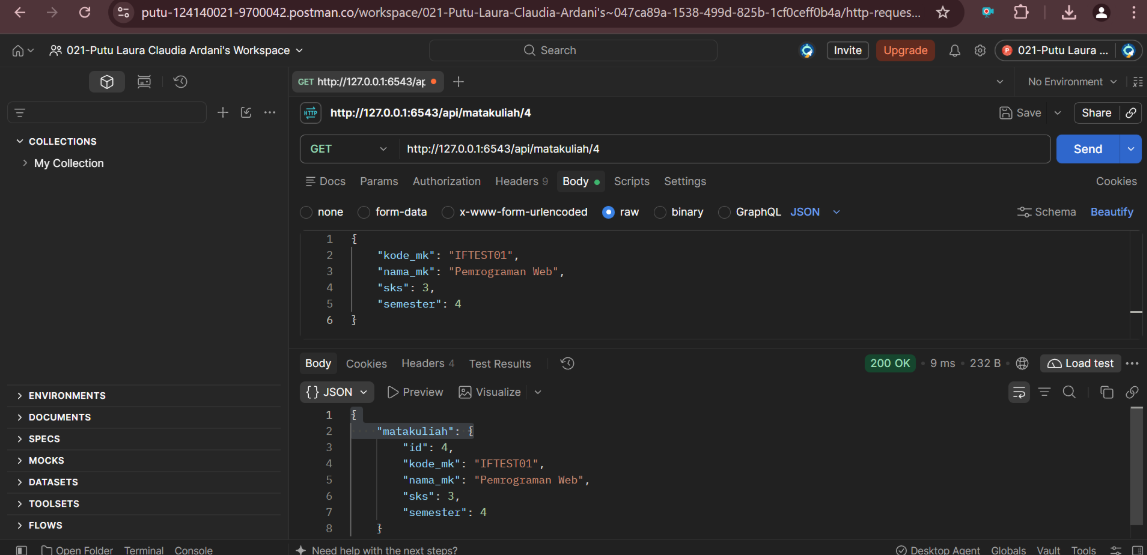 putu-124140021-9700042.postman.co/workspace/021-Putu-Laura-Claudia-Ardani's~047ca89a-1538-499d-825b-1cf0ceff0b4a/http-reques...
021-Putu Laura Claudia Ardani's Workspace
Search
Invite
Upgrade
021-Putu Laura ...
GET http://127.0.0.1:6543/ap
No Environment
HTTP
http://127.0.0.1:6543/api/matakuliah/4
Save
Share
COLLECTIONS
My Collection
GET
http://127.0.0.1:6543/api/matakuliah/4
Send
Docs
Params
Authorization
Headers 9
Body
Scripts
Settings
Cookies
none
form-data
x-www-form-urlencoded
raw
binary
GraphQL
JSON
Schema
Beautify
1 {
2 "kode_mk": "IFTEST01",
3 "nama_mk": "Pemrograman Web",
4 "sks": 3,
5 "semester": 4
6 }
Body
Cookies
Headers 4
Test Results
200 OK
9 ms
232 B
Load test
{} JSON
Preview
Visualize
1 {
2 "matakuliah": {
3 "id": 4,
4 "kode_mk": "IFTEST01",
5 "nama_mk": "Pemrograman Web",
6 "sks": 3,
7 "semester": 4
8 }
ENVIRONMENTS
DOCUMENTS
SPECS
MOCKS
DATASETS
TOOLSETS
FLOWS
Open Folder
Terminal
Console
Need help with the next steps?
Desktop Agent
Globals
Vault
Tools